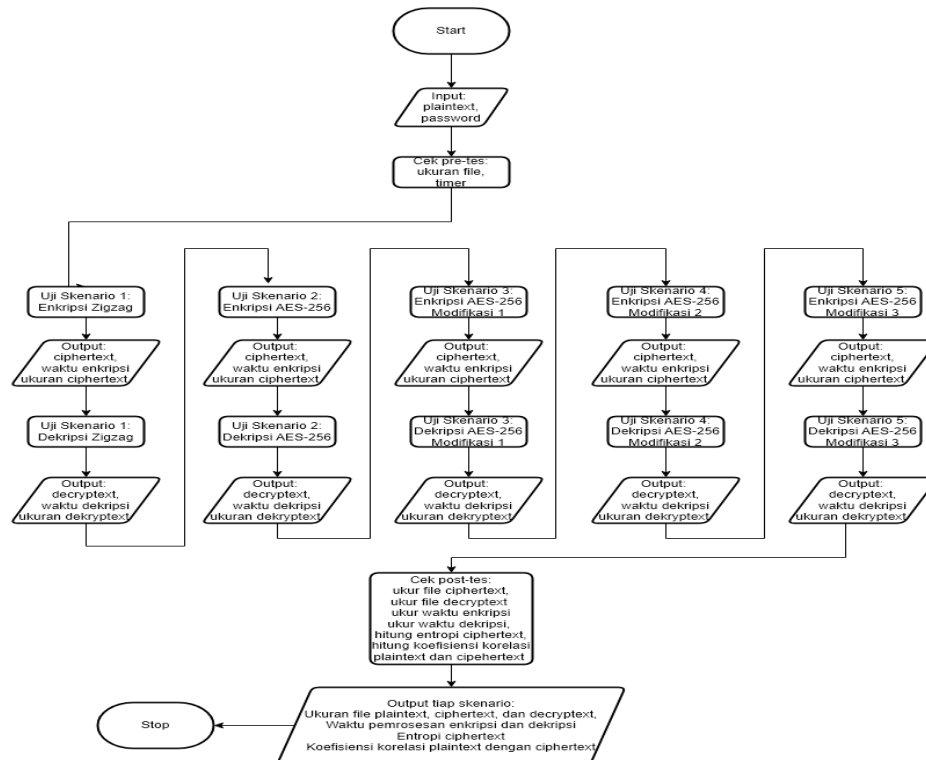 Start
Input:
plaintext,
password
Cek pre-tes:
ukuran file,
timer
Uji Skenario 1:
Enkripsi Zigzag
Output:
ciphertext,
waktu enkripsi
ukuran ciphertext
Uji Skenario 1:
Dekripsi Zigzag
Output:
decryptext,
waktu dekripsi
ukuran dekryptext
Uji Skenario 2:
Enkripsi AES-256
Output:
ciphertext,
waktu enkripsi
ukuran ciphertext
Uji Skenario 2:
Dekripsi AES-256
Output:
decryptext,
waktu dekripsi
ukuran dekryptext
Uji Skenario 3:
Enkripsi AES-256
Modifikasi 1
Output:
ciphertext,
waktu enkripsi
ukuran ciphertext
Uji Skenario 3:
Dekripsi AES-256
Modifikasi 1
Output:
decryptext,
waktu dekripsi
ukuran dekryptext
Uji Skenario 4:
Enkripsi AES-256
Modifikasi 2
Output:
ciphertext,
waktu enkripsi
ukuran ciphertext
Uji Skenario 4:
Dekripsi AES-256
Modifikasi 2
Output:
decryptext,
waktu dekripsi
ukuran dekryptext
Uji Skenario 5:
Enkripsi AES-256
Modifikasi 3
Output:
ciphertext,
waktu enkripsi
ukuran ciphertext
Uji Skenario 5:
Dekripsi AES-256
Modifikasi 3
Output:
decryptext,
waktu dekripsi
ukuran dekryptext
Cek post-tes:
ukur file ciphertext,
ukur file decryptext
ukur waktu enkripsi
ukur waktu dekripsi,
hitung entropi ciphertext,
hitung koefisiensi korelasi
plaintext dan cipehertext
Output tiap skenario:
Ukuran file plaintext, ciphertext, dan decryptext,
Waktu pemrosesan enkripsi dan dekripsi
Entropi ciphertext
Koefisiensi korelasi plaintext dengan ciphertext
Stop